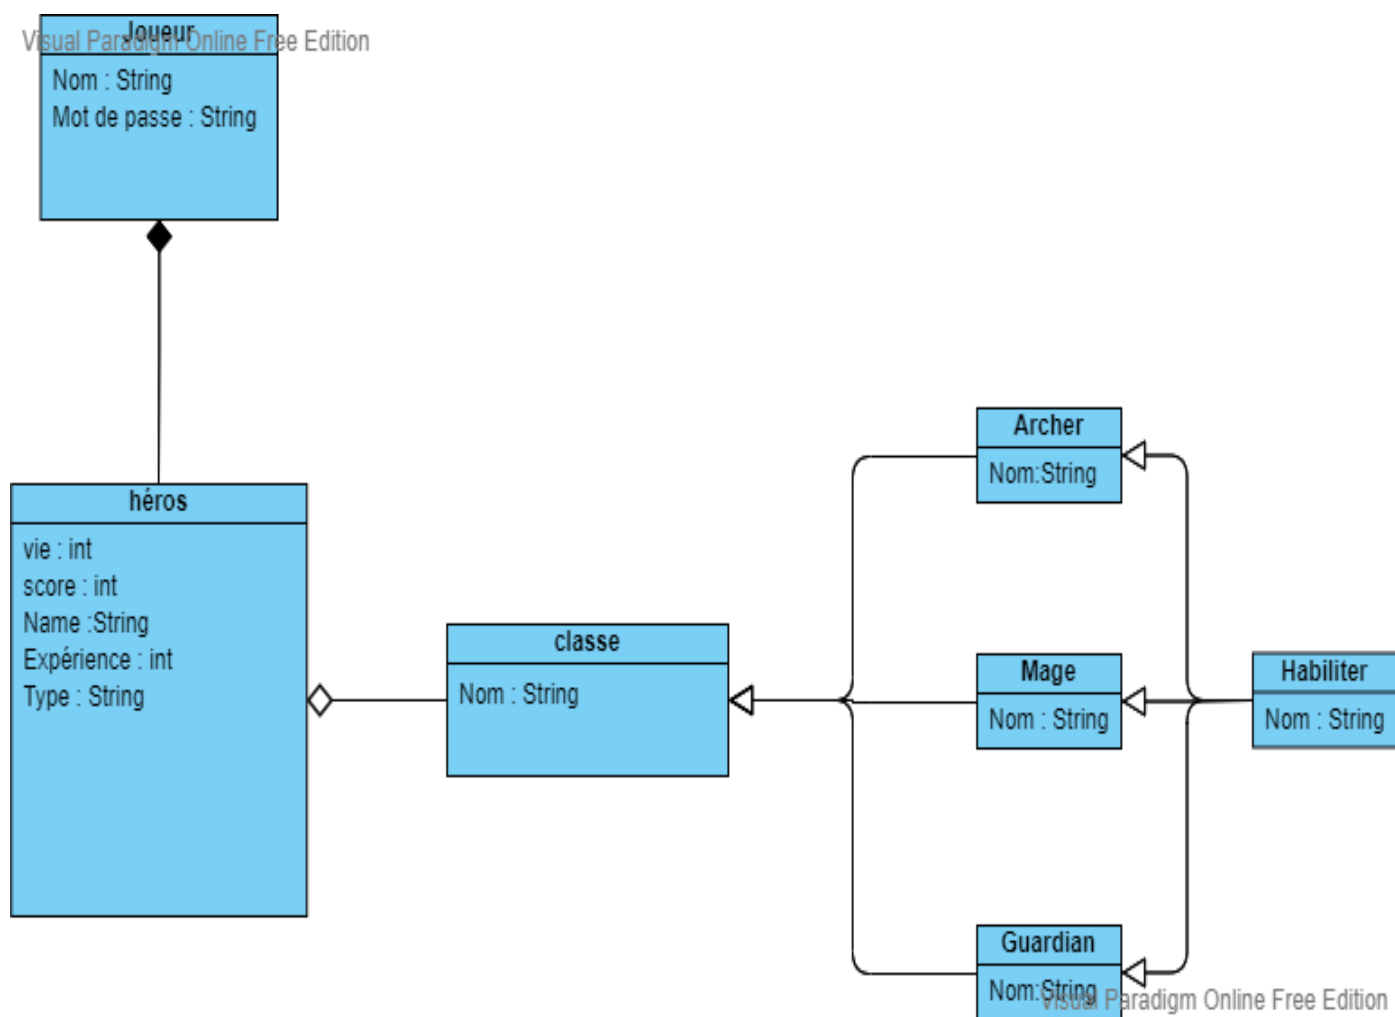 Joueur
Visual Paradigm Online Free Edition
Nom : String
Mot de passe : String
héros
vie : int
score : int
Name :String
Expérience : int
Type : String
classe
Nom : String
Archer
Nom:String
Mage
Nom : String
Habiliter
Nom : String
Guardian
Nom:String
Visual Paradigm Online Free Edition